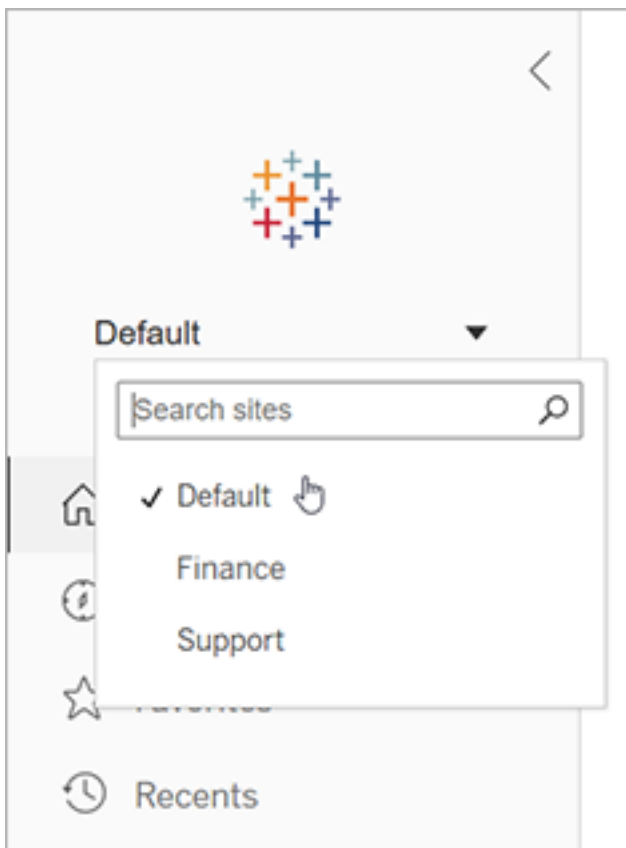 Default
Search sites
Default
Finance
Support
Recents